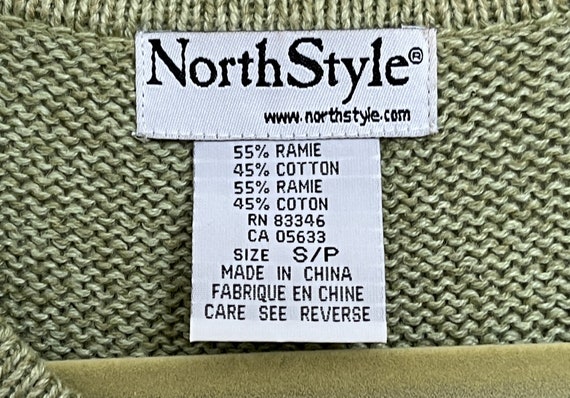 NorthStyle®
www.northstyle.com
55% RAMIE
45% COTTON
55% RAMIE
45% COTON
RN 83346
CA 05633
SIZE S/P
MADE IN CHINA
FABRIQUE EN CHINE
CARE SEE REVERSE